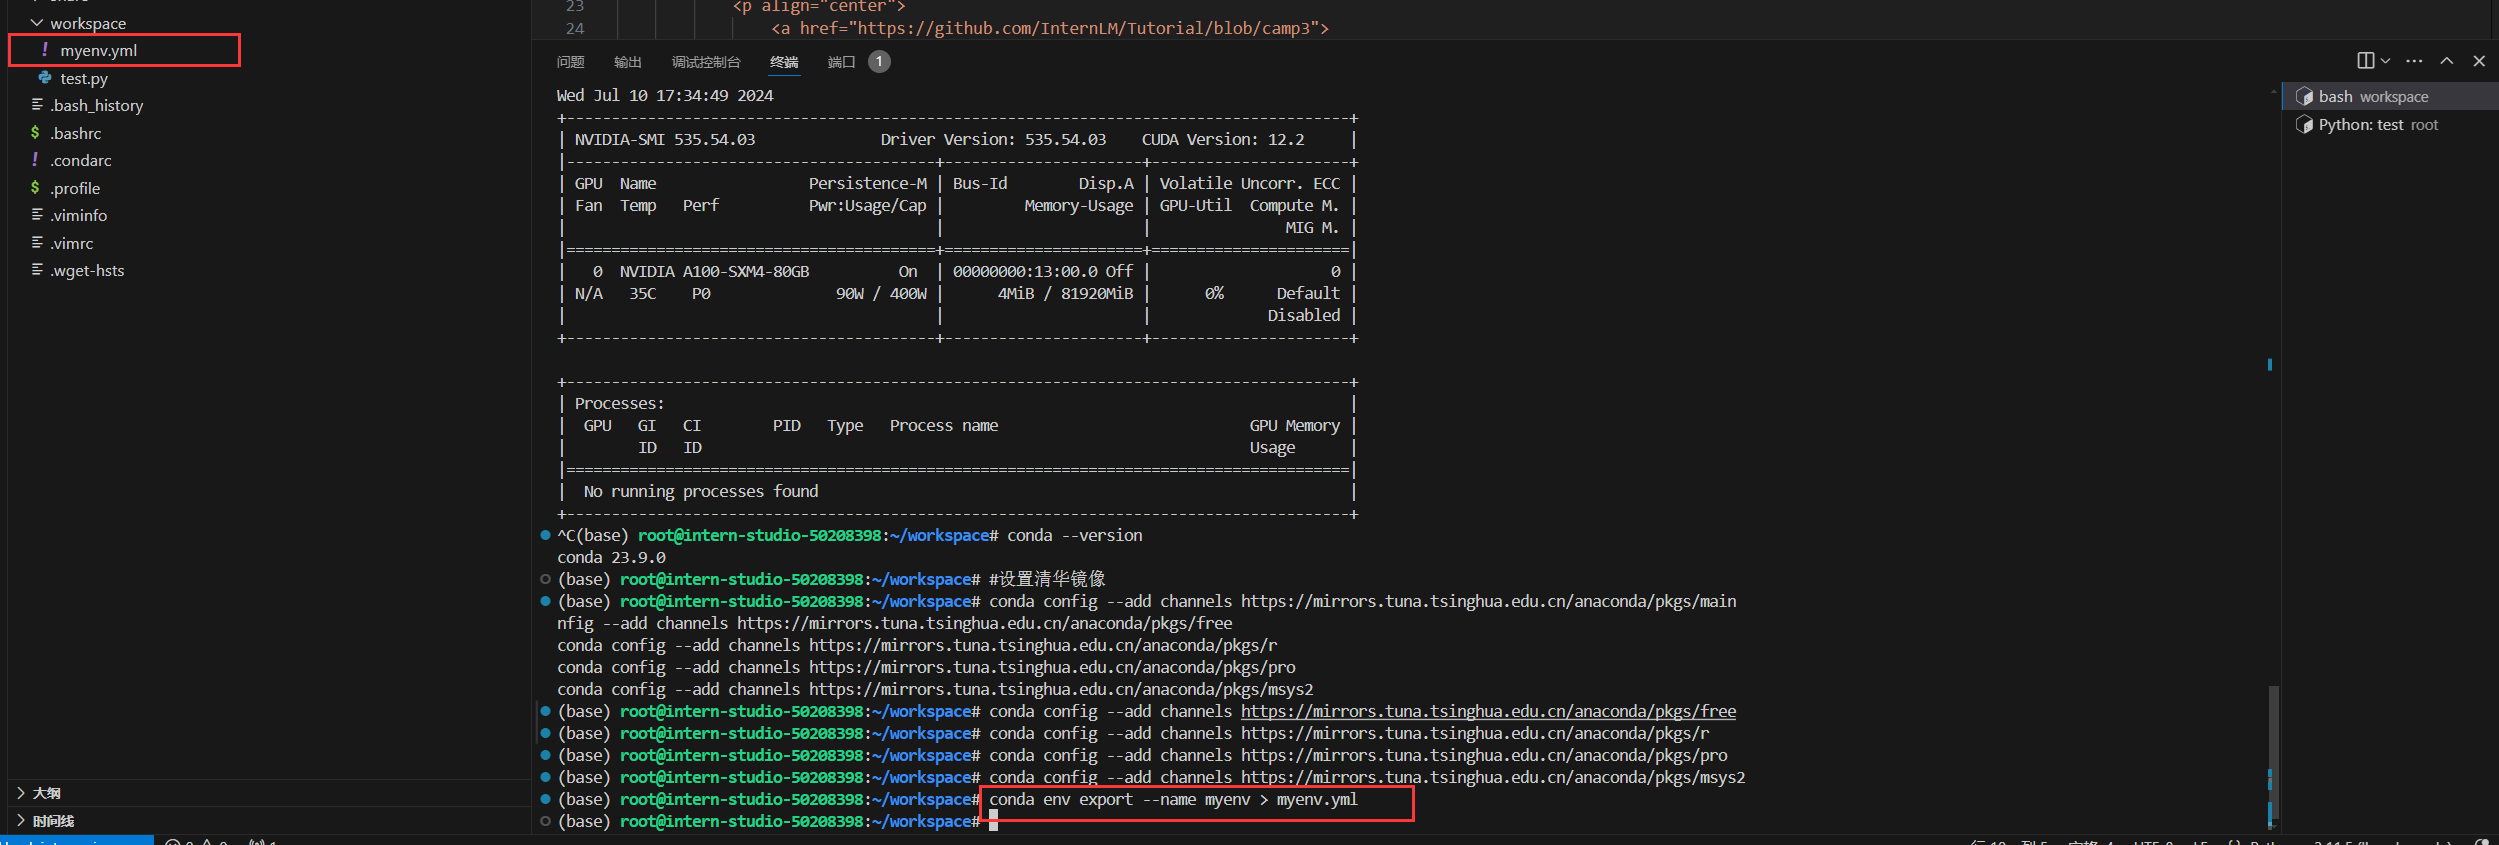 workspace
myenv.yml
test.py
.bash_history
.bashrc
.condarc
.profile
.viminfo
.vimrc
.wget-hsts
大纲
时间线
23 <p align="center">
24 <a href="https://github.com/InternLM/Tutorial/blob/camp3">
问题 输出 调试控制台 终端 端口 1
Wed Jul 10 17:34:49 2024
+---------------------------------------------------------------------------------------+
| NVIDIA-SMI 535.54.03              Driver Version: 535.54.03    CUDA Version: 12.2     |
|-----------------------------------------+----------------------+----------------------+
| GPU  Name                 Persistence-M | Bus-Id        Disp.A | Volatile Uncorr. ECC |
| Fan  Temp   Perf          Pwr:Usage/Cap |         Memory-Usage | GPU-Util  Compute M. |
|                                         |                      |               MIG M. |
|=========================================+======================+======================|
|   0  NVIDIA A100-SXM4-80GB          On  | 00000000:13:00.0 Off |                    0 |
| N/A   35C    P0              90W / 400W |      4MiB / 81920MiB |      0%      Default |
|                                         |                      |             Disabled |
+-----------------------------------------+----------------------+----------------------+
+---------------------------------------------------------------------------------------+
| Processes:                                                                            |
|  GPU   GI   CI        PID   Type   Process name                            GPU Memory |
|        ID   ID                                                             Usage      |
|=======================================================================================|
|  No running processes found                                                           |
+---------------------------------------------------------------------------------------+
^C(base) root@intern-studio-50208398:~/workspace# conda --version
conda 23.9.0
(base) root@intern-studio-50208398:~/workspace# #设置清华镜像
(base) root@intern-studio-50208398:~/workspace# conda config --add channels https://mirrors.tuna.tsinghua.edu.cn/anaconda/pkgs/main
nfig --add channels https://mirrors.tuna.tsinghua.edu.cn/anaconda/pkgs/free
conda config --add channels https://mirrors.tuna.tsinghua.edu.cn/anaconda/pkgs/r
conda config --add channels https://mirrors.tuna.tsinghua.edu.cn/anaconda/pkgs/pro
conda config --add channels https://mirrors.tuna.tsinghua.edu.cn/anaconda/pkgs/msys2
(base) root@intern-studio-50208398:~/workspace# conda config --add channels https://mirrors.tuna.tsinghua.edu.cn/anaconda/pkgs/free
(base) root@intern-studio-50208398:~/workspace# conda config --add channels https://mirrors.tuna.tsinghua.edu.cn/anaconda/pkgs/r
(base) root@intern-studio-50208398:~/workspace# conda config --add channels https://mirrors.tuna.tsinghua.edu.cn/anaconda/pkgs/pro
(base) root@intern-studio-50208398:~/workspace# conda config --add channels https://mirrors.tuna.tsinghua.edu.cn/anaconda/pkgs/msys2
(base) root@intern-studio-50208398:~/workspace# conda env export --name myenv > myenv.yml
(base) root@intern-studio-50208398:~/workspace#
bash workspace
Python: test root